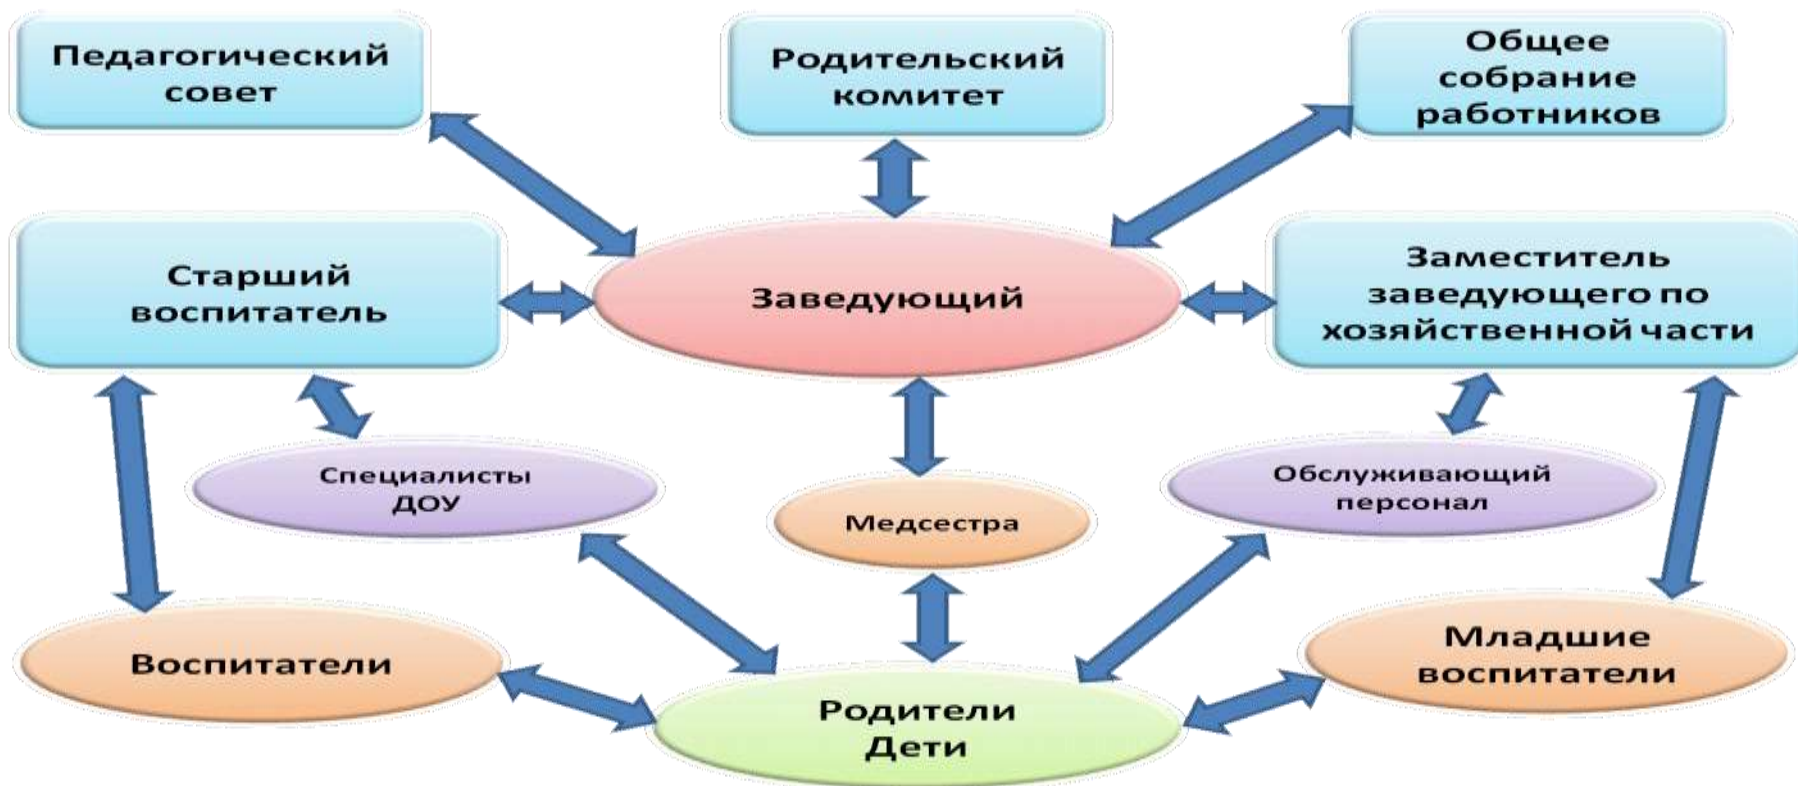 Педагогический
совет
Родительский
комитет
Общее
собрание
работников
Старший
воспитатель
Заведующий
Заместитель
заведующего по
хозяйственной части
Специалисты
ДОУ
Медсестра
Обслуживающий
персонал
Воспитатели
Родители
Дети
Младшие
воспитатели